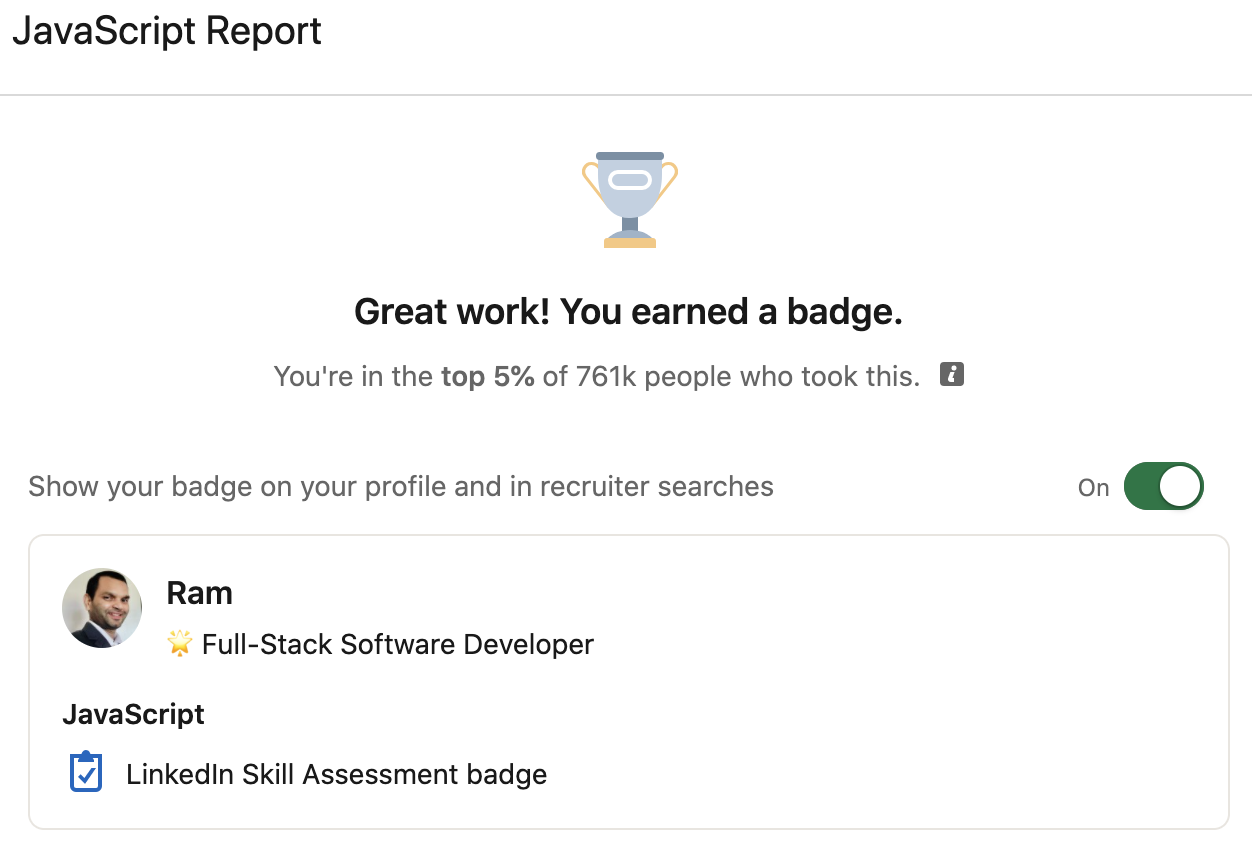 JavaScript Report
Great work! You earned a badge.
You're in the top 5% of 761k people who took this.
Show your badge on your profile and in recruiter searches
On
Ram
🌟 Full-Stack Software Developer
JavaScript
LinkedIn Skill Assessment badge